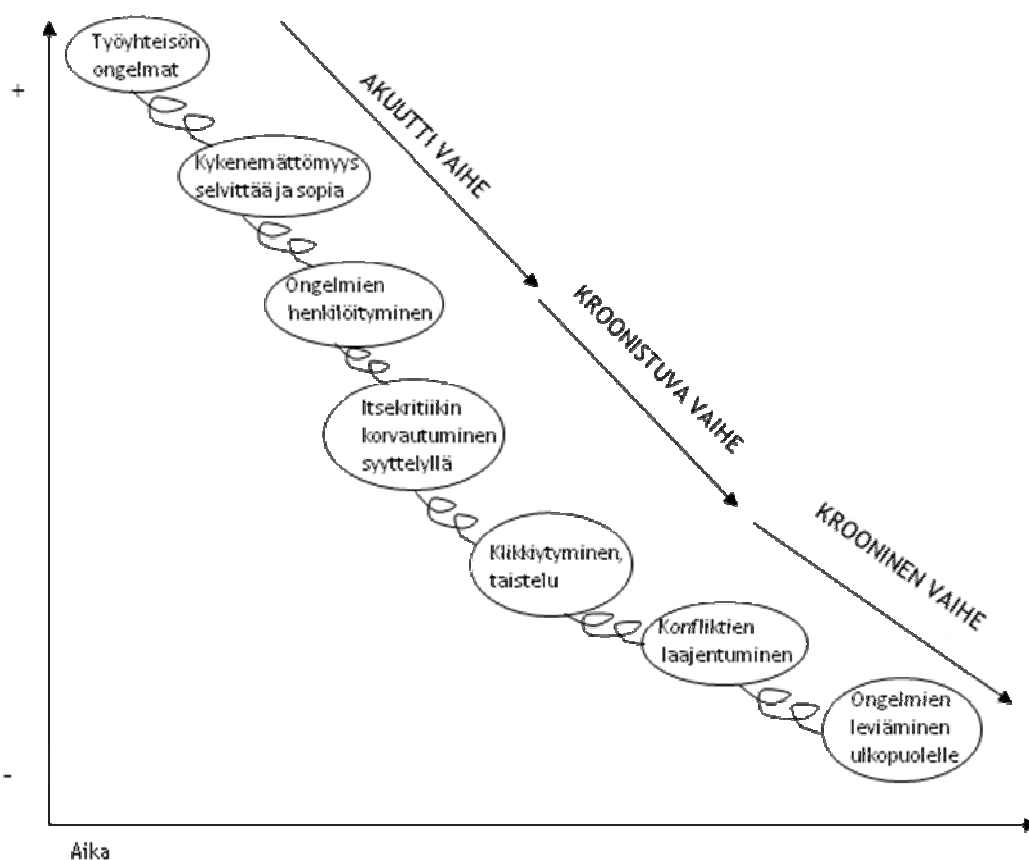 Työyhteisön
ongelmat
+
AKUUTTI VAIHE
Kykenemättömyys
selvittää ja sopia
Ongelmien
henkilöityminen
KROONISTUVA VAIHE
Itsekritiikin
korvautuminen
syyttelyllä
Klikkiytyminen,
taistelu
KROONINEN VAIHE
Konfliktien
laajentuminen
Ongelmien
leviäminen
ulkopuolelle
-
Aika